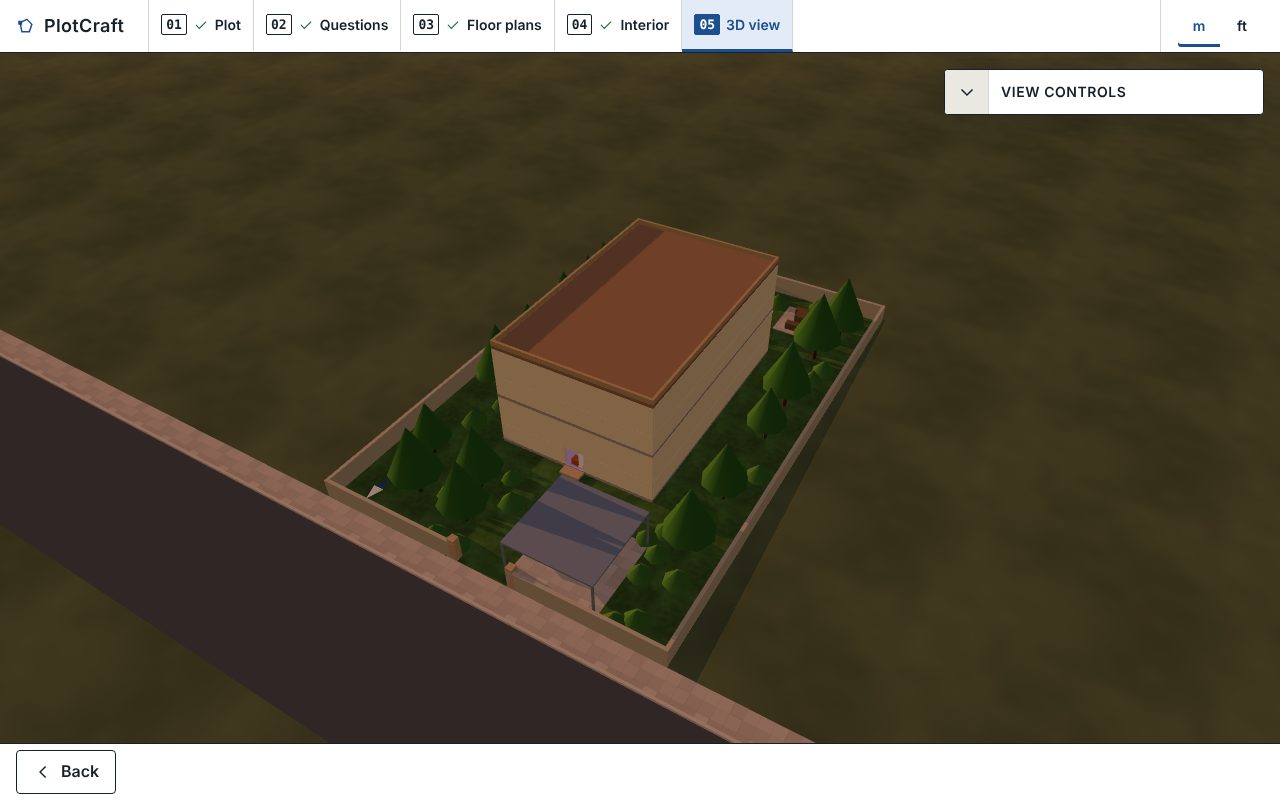 PlotCraft
01 Plot
02 Questions
03 Floor plans
04 Interior
05 3D view
m
ft
VIEW CONTROLS
Back